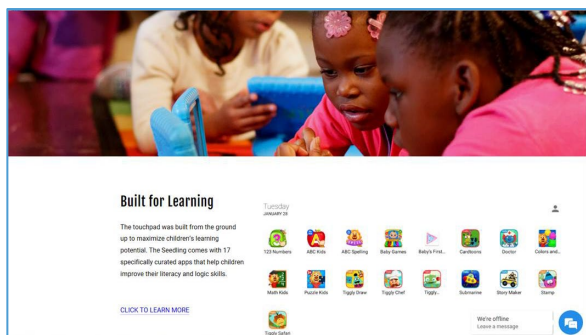 Built for Learning
The touchpad was built from the ground
up to maximize children's learning
potential. The Seedling comes with 17
specifically curated apps that help children
improve their literacy and logic skills.
CLICK TO LEARN MORE
Tuesday
JANUARY 28
123 Numbers ABC Kids ABC Spelling Baby Games Baby's First... Doctor Colors and...
Math Kids Puzzle Kids Tiggly Draw Tiggly Chef Tiggly... Submarine Story Maker Stamp
Tiggly Safari
We're offline
Leave a message